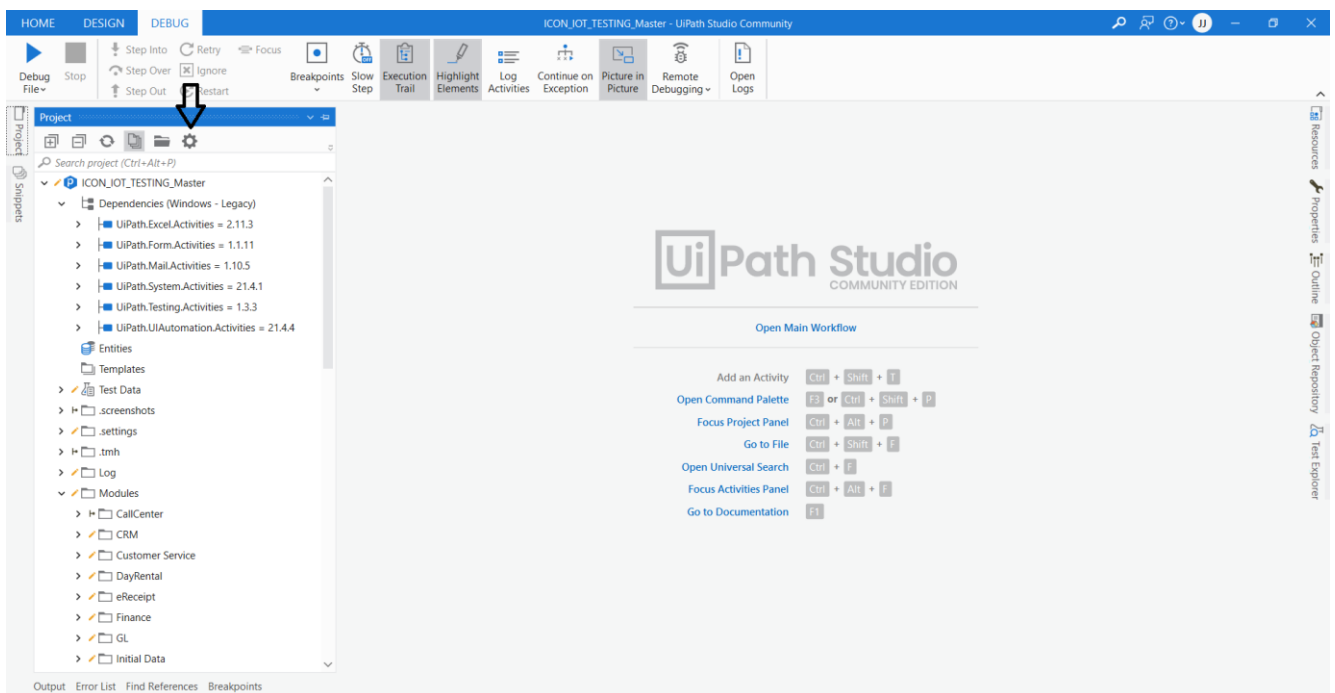 HOME DESIGN DEBUG ICON_IOT_TESTING_Master - UiPath Studio Community JJ
Step Into Retry Focus
Step Over Ignore
Step Out Restart
Debug File
Stop
Breakpoints
Slow Step
Execution Trail
Highlight Elements
Log Activities
Continue on Exception
Picture in Picture
Remote Debugging
Open Logs
Project
Snippets
Project
Search project (Ctrl+Alt+P)
ICON_IOT_TESTING_Master
Dependencies (Windows - Legacy)
UiPath.Excel.Activities = 2.11.3
UiPath.Form.Activities = 1.1.11
UiPath.Mail.Activities = 1.10.5
UiPath.System.Activities = 21.4.1
UiPath.Testing.Activities = 1.3.3
UiPath.UIAutomation.Activities = 21.4.4
Entities
Templates
Test Data
.screenshots
.settings
.tmh
Log
Modules
CallCenter
CRM
Customer Service
DayRental
eReceipt
Finance
GL
Initial Data
UiPath Studio
COMMUNITY EDITION
Open Main Workflow
Add an Activity Ctrl + Shift + T
Open Command Palette F3 or Ctrl + Shift + P
Focus Project Panel Ctrl + Alt + P
Go to File Ctrl + Shift + F
Open Universal Search Ctrl + F
Focus Activities Panel Ctrl + Alt + F
Go to Documentation F1
Resources
Properties
Outline
Object Repository
Test Explorer
Output Error List Find References Breakpoints